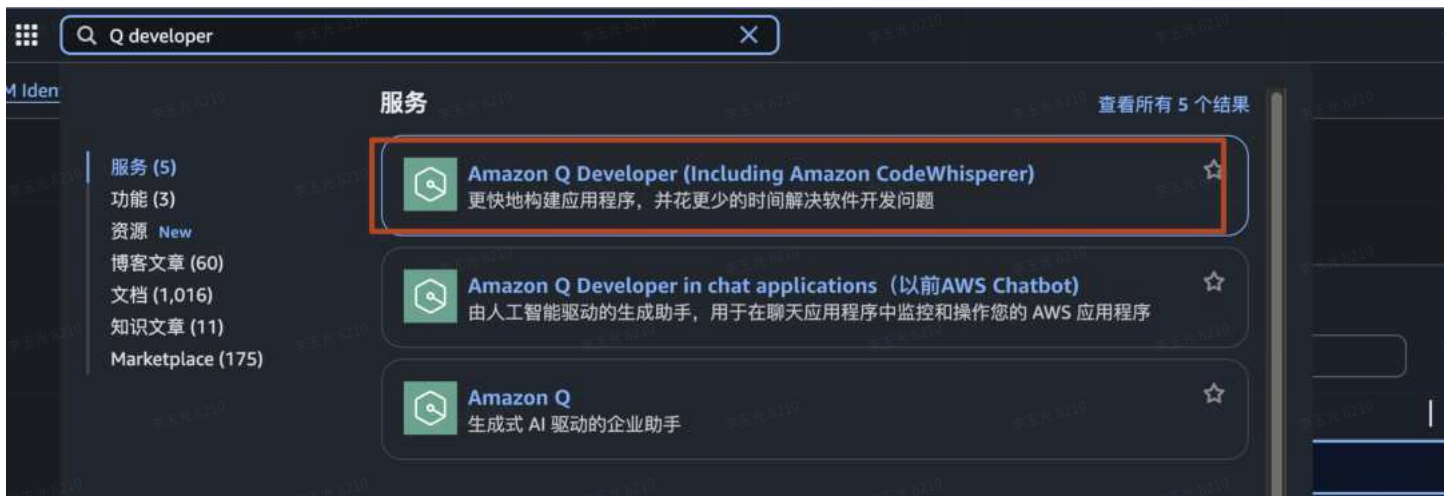 Q developer
M Iden
服务
查看所有 5 个结果
服务 (5)
功能 (3)
资源 New
博客文章 (60)
文档 (1,016)
知识文章 (11)
Marketplace (175)
Amazon Q Developer (Including Amazon CodeWhisperer)
更快地构建应用程序，并花更少的时间解决软件开发问题
Amazon Q Developer in chat applications（以前AWS Chatbot)
由人工智能驱动的生成助手，用于在聊天应用程序中监控和操作您的 AWS 应用程序
Amazon Q
生成式 AI 驱动的企业助手